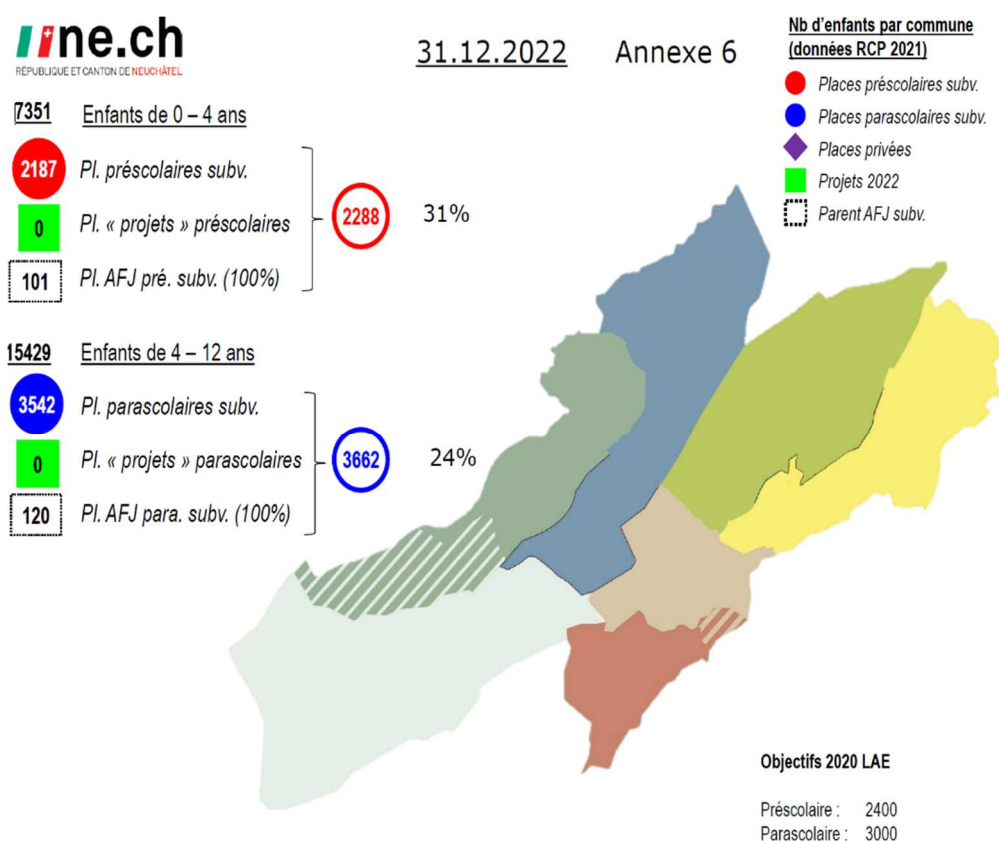 ne.ch
RÉPUBLIQUE ET CANTON DE NEUCHÂTEL
31.12.2022 Annexe 6
Nb d'enfants par commune
(données RCP 2021)
Places préscolaires subv.
Places parascolaires subv.
Places privées
Projets 2022
Parent AFJ subv.
7351 Enfants de 0 – 4 ans
2187 Pl. préscolaires subv.
0 Pl. « projets » préscolaires
101 Pl. AFJ pré. subv. (100%)
2288 31%
15429 Enfants de 4 – 12 ans
3542 Pl. parascolaires subv.
0 Pl. « projets » parascolaires
120 Pl. AFJ para. subv. (100%)
3662 24%
Objectifs 2020 LAE
Préscolaire : 2400
Parascolaire : 3000